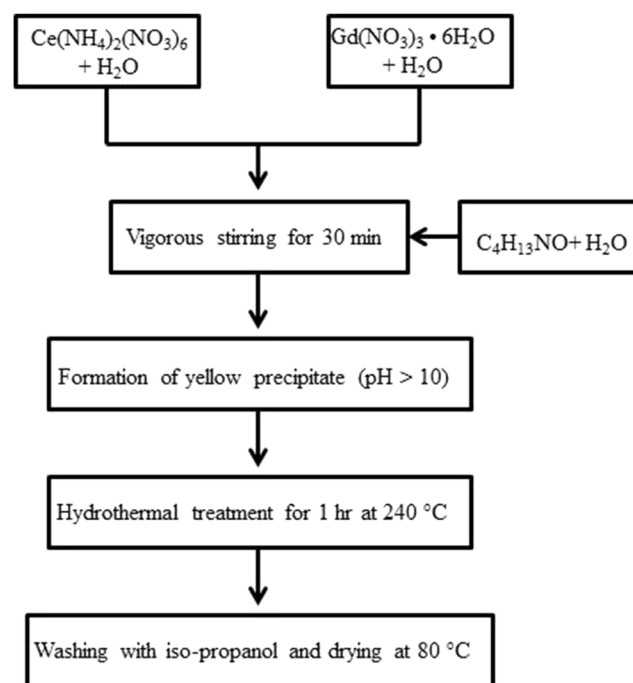 Ce(NH₄)₂(NO₃)₆
+ H₂O
Gd(NO₃)₃ • 6H₂O
+ H₂O
Vigorous stirring for 30 min
C₄H₁₃NO+ H₂O
Formation of yellow precipitate (pH > 10)
Hydrothermal treatment for 1 hr at 240 °C
Washing with iso-propanol and drying at 80 °C